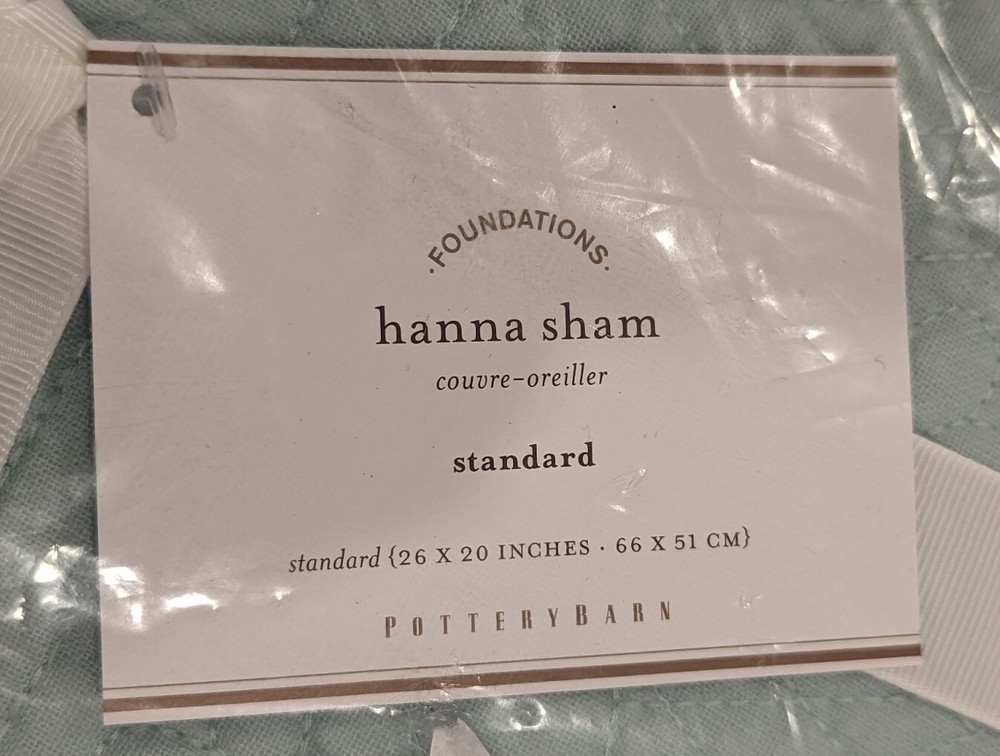 ·FOUNDATIONS·
hanna sham
couvre-oreiller
standard
standard {26 X 20 INCHES · 66 X 51 CM}
POTTERYBARN